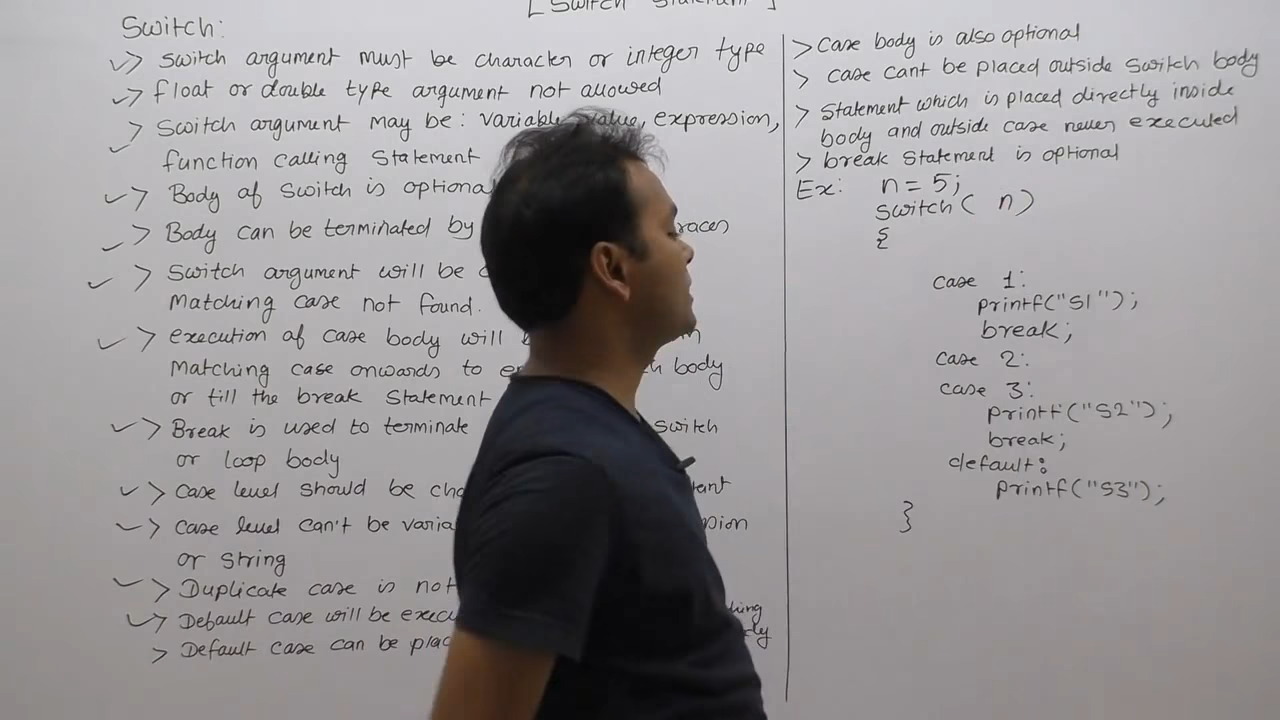 [ Switch Statement ]
Switch:
> switch argument must be character or integer type
> float or double type argument not allowed
> Switch argument may be: variable, value, expression,
function calling Statement
> Body of Switch is optional
> Body can be terminated by
> Switch argument will be
Matching case not found.
> execution of case body will
Matching case onwards to body
or till the break Statement
> Break is used to terminate switch
or loop body
> Case level should be
> Case level can't be
or string
> Duplicate case is not
> Default case will be
> Default case can be
> Case body is also optional
> case cant be placed outside switch body
> Statement which is placed directly inside
body and outside case never executed
> break Statement is optional
Ex: n = 5;
switch( n)
{
case 1:
printf("S1");
break;
case 2:
case 3:
printf("S2");
break;
default:
printf("S3");
}